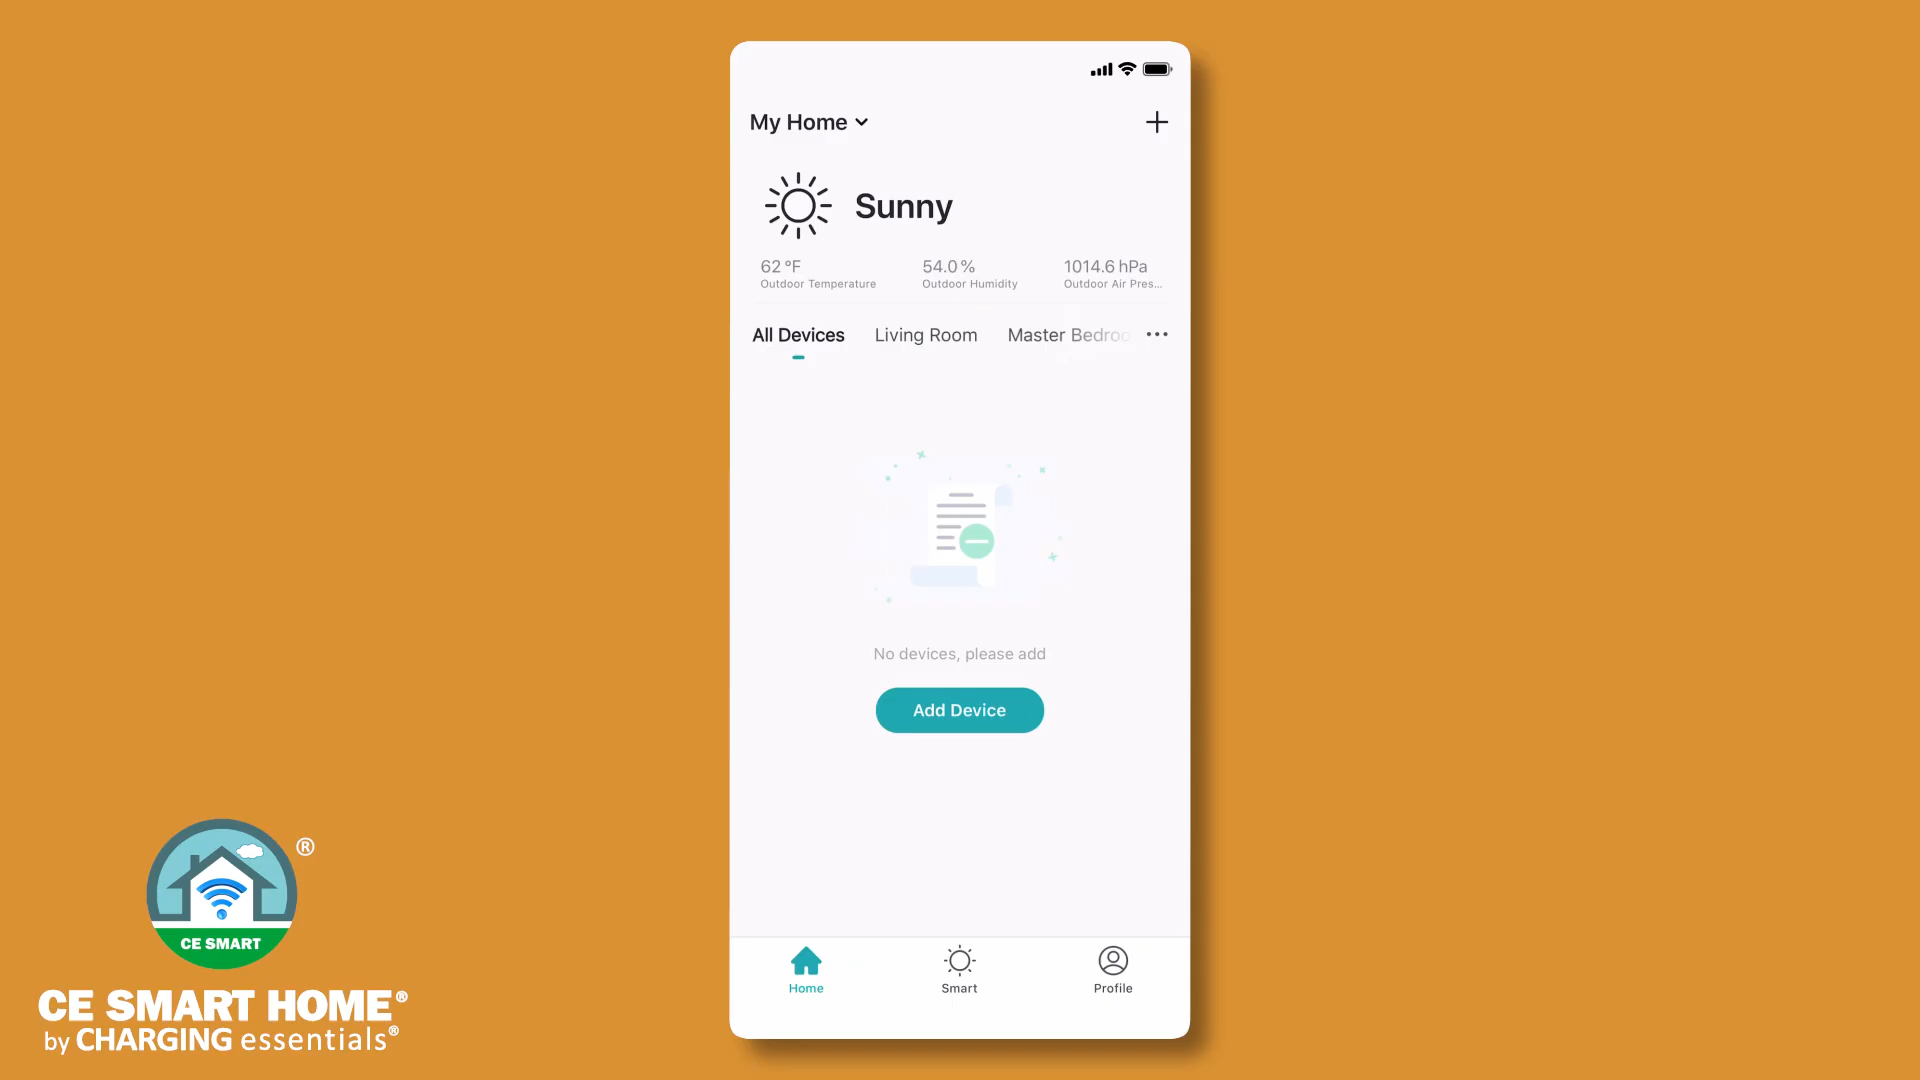 My Home
Sunny
62 °F
Outdoor Temperature
54.0 %
Outdoor Humidity
1014.6 hPa
Outdoor Air Pres...
All Devices
Living Room
Master Bedroo
No devices, please add
Add Device
Home
Smart
Profile
®
CE SMART
CE SMART HOME®
by CHARGING essentials®